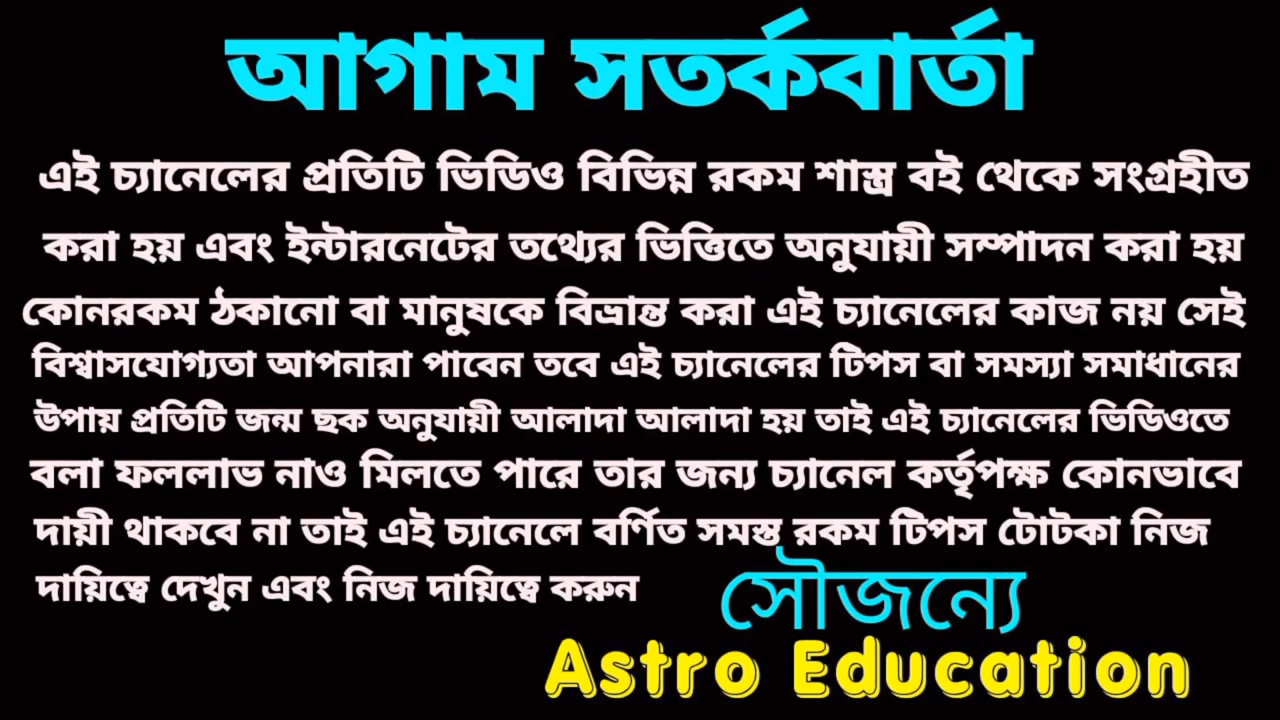 আগাম সতর্কবার্তা
এই চ্যানেলের প্রতিটি ভিডিও বিভিন্ন রকম শাস্ত্র বই থেকে সংগ্রহীত
করা হয় এবং ইন্টারনেটের তথ্যের ভিত্তিতে অনুযায়ী সম্পাদন করা হয়
কোনরকম ঠকানো বা মানুষকে বিভ্রান্ত করা এই চ্যানেলের কাজ নয় সেই
বিশ্বাসযোগ্যতা আপনারা পাবেন তবে এই চ্যানেলের টিপস বা সমস্যা সমাধানের
উপায় প্রতিটি জন্ম ছক অনুযায়ী আলাদা আলাদা হয় তাই এই চ্যানেলের ভিডিওতে
বলা ফললাভ নাও মিলতে পারে তার জন্য চ্যানেল কর্তৃপক্ষ কোনভাবে
দায়ী থাকবে না তাই এই চ্যানেলে বর্ণিত সমস্ত রকম টিপস টোটকা নিজ
দায়িত্বে দেখুন এবং নিজ দায়িত্বে করুন
সৌজন্যে
Astro Education